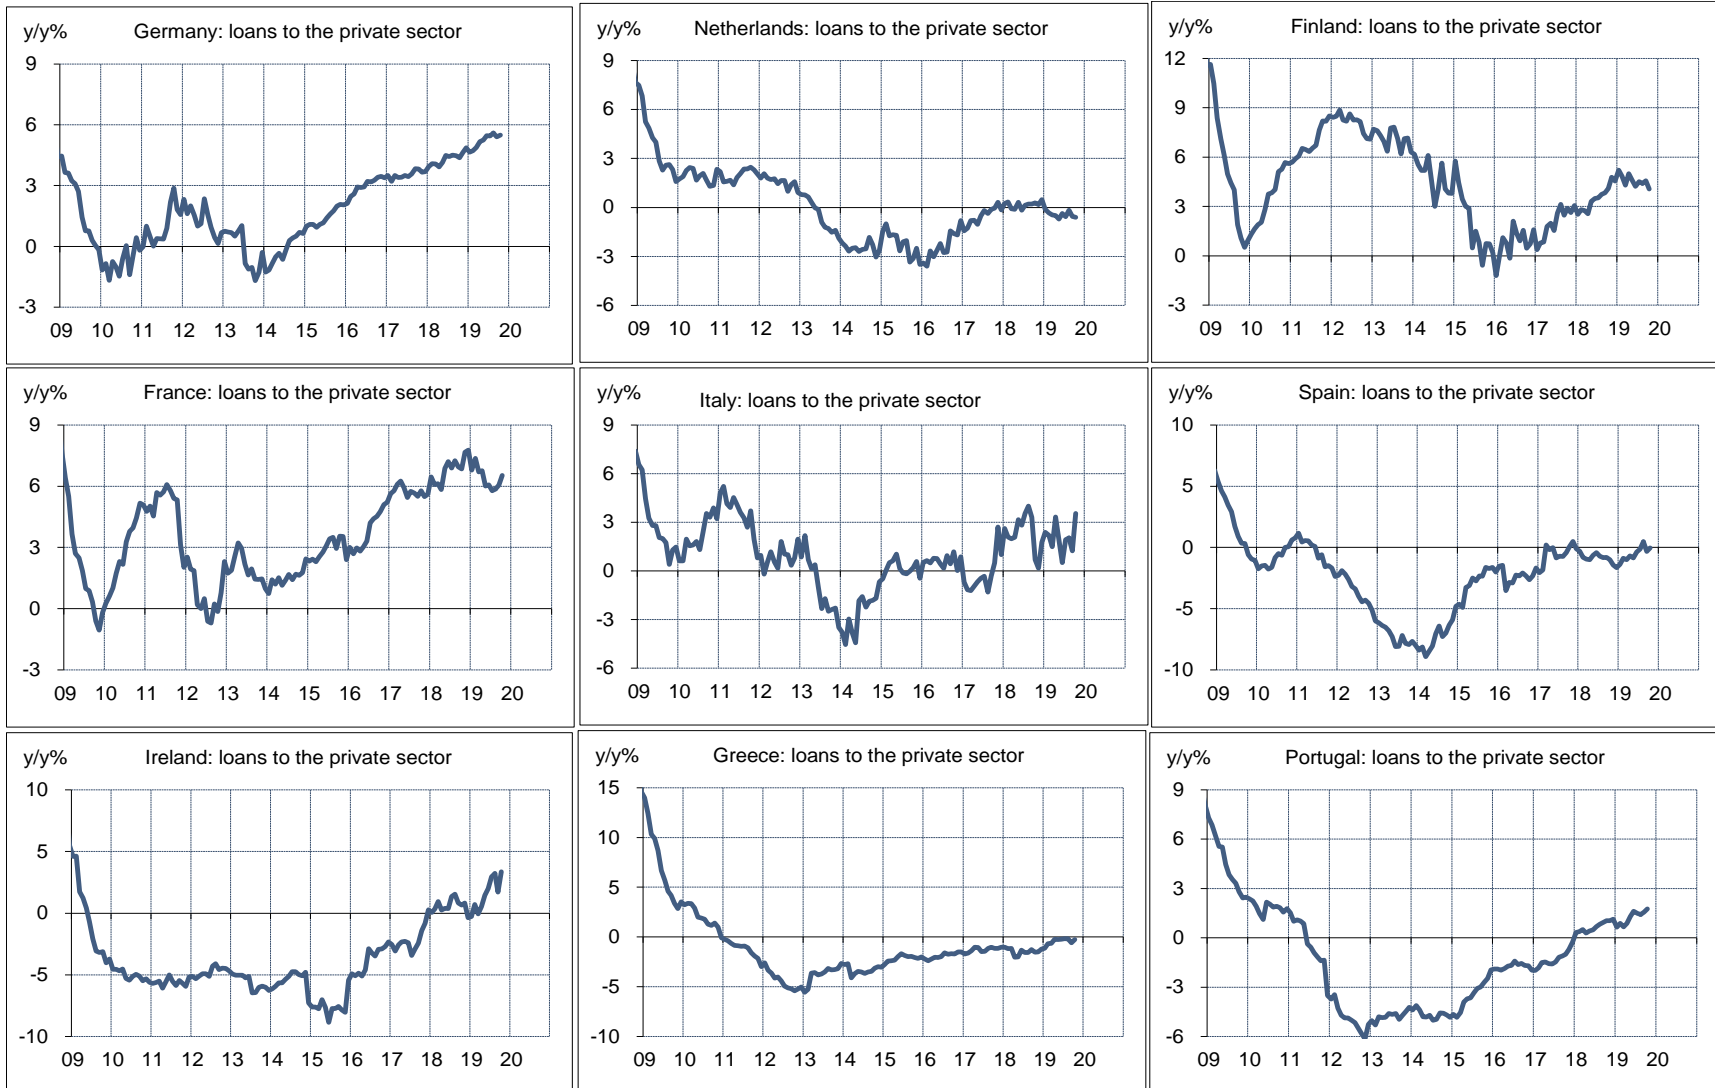 y/y% Germany: loans to the private sector
9
6
3
0
-3
09 10 11 12 13 14 15 16 17 18 19 20
y/y% Netherlands: loans to the private sector
9
6
3
0
-3
-6
09 10 11 12 13 14 15 16 17 18 19 20
y/y% Finland: loans to the private sector
12
9
6
3
0
-3
09 10 11 12 13 14 15 16 17 18 19 20
y/y% France: loans to the private sector
9
6
3
0
-3
09 10 11 12 13 14 15 16 17 18 19 20
y/y% Italy: loans to the private sector
9
6
3
0
-3
-6
09 10 11 12 13 14 15 16 17 18 19 20
y/y% Spain: loans to the private sector
10
5
0
-5
-10
09 10 11 12 13 14 15 16 17 18 19 20
y/y% Ireland: loans to the private sector
10
5
0
-5
-10
09 10 11 12 13 14 15 16 17 18 19 20
y/y% Greece: loans to the private sector
15
10
5
0
-5
-10
09 10 11 12 13 14 15 16 17 18 19 20
y/y% Portugal: loans to the private sector
9
6
3
0
-3
-6
09 10 11 12 13 14 15 16 17 18 19 20